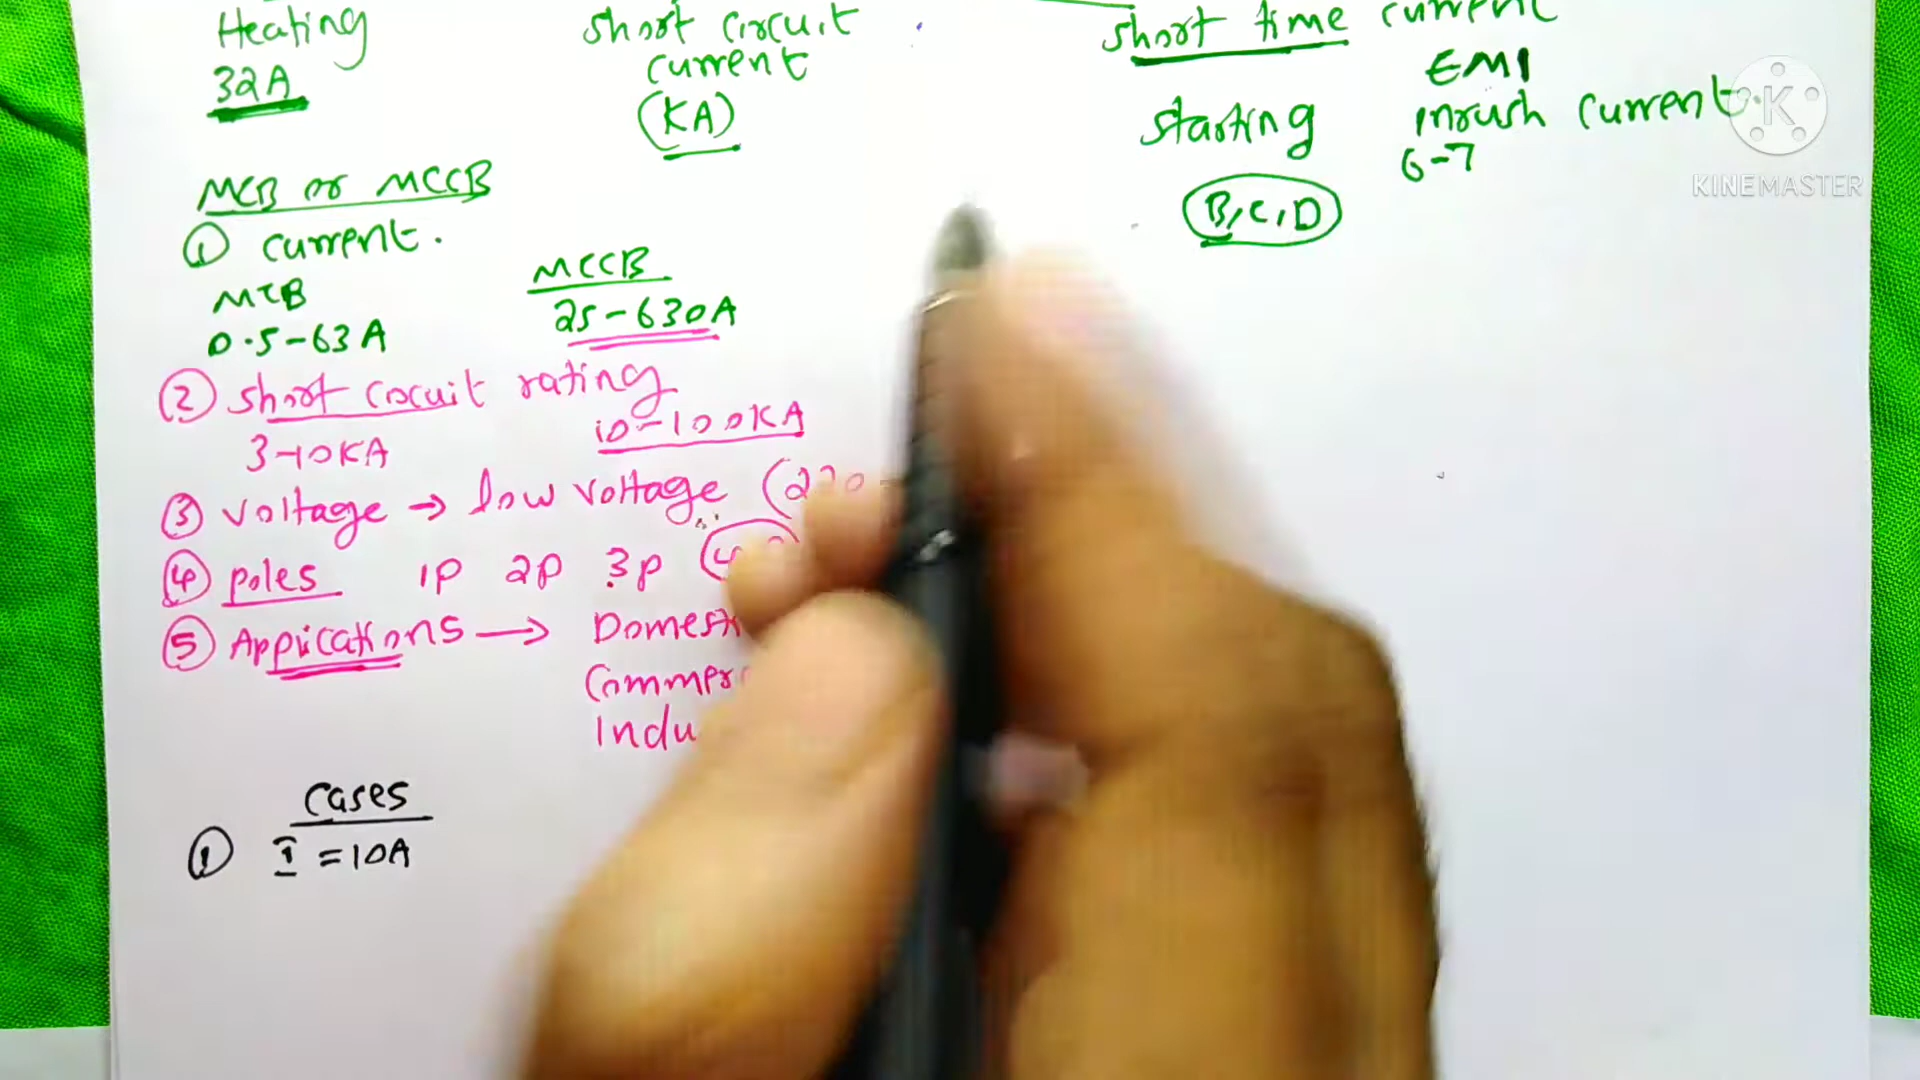 Heating
32A
short circuit
current
(KA)
short time current
starting
EMI
inrush current
6-7
B, C, D
MCB or MCCB
① current.
MCB
0.5-63A
MCCB
25-630A
② short circuit rating
3-10KA
10-100KA
③ voltage → low voltage (220
④ poles 1P 2P 3P
⑤ Applications →
Cases
① I = 10A
KINEMASTER